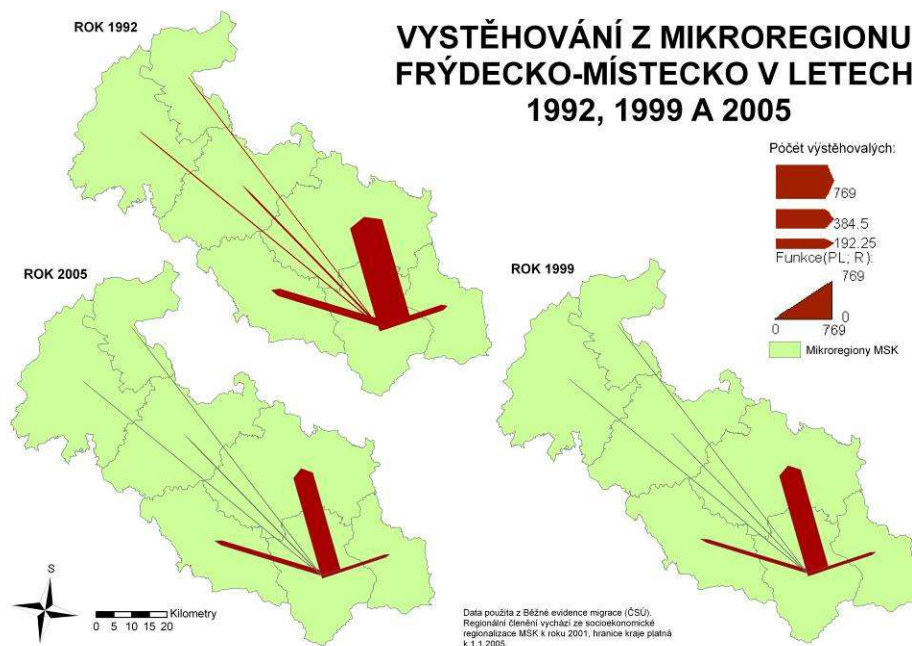 ROK 1992
VYSTĚHOVÁNÍ Z MIKROREGIONU
FRÝDECKO-MÍSTECKO V LETECH
1992, 1999 A 2005
Póčét výstěhovalých:
769
384.5
192.25
Funkce(PL; R):
769
0
0 769
Mikroregiony MSK
ROK 2005
ROK 1999
S
Kilometry
0 5 10 15 20
Data použita z Běžné evidence migrace (ČSÚ).
Regionální členění vychází ze socioekonomické
regionalizace MSK k roku 2001, hranice kraje platná
k 1.1.2005.